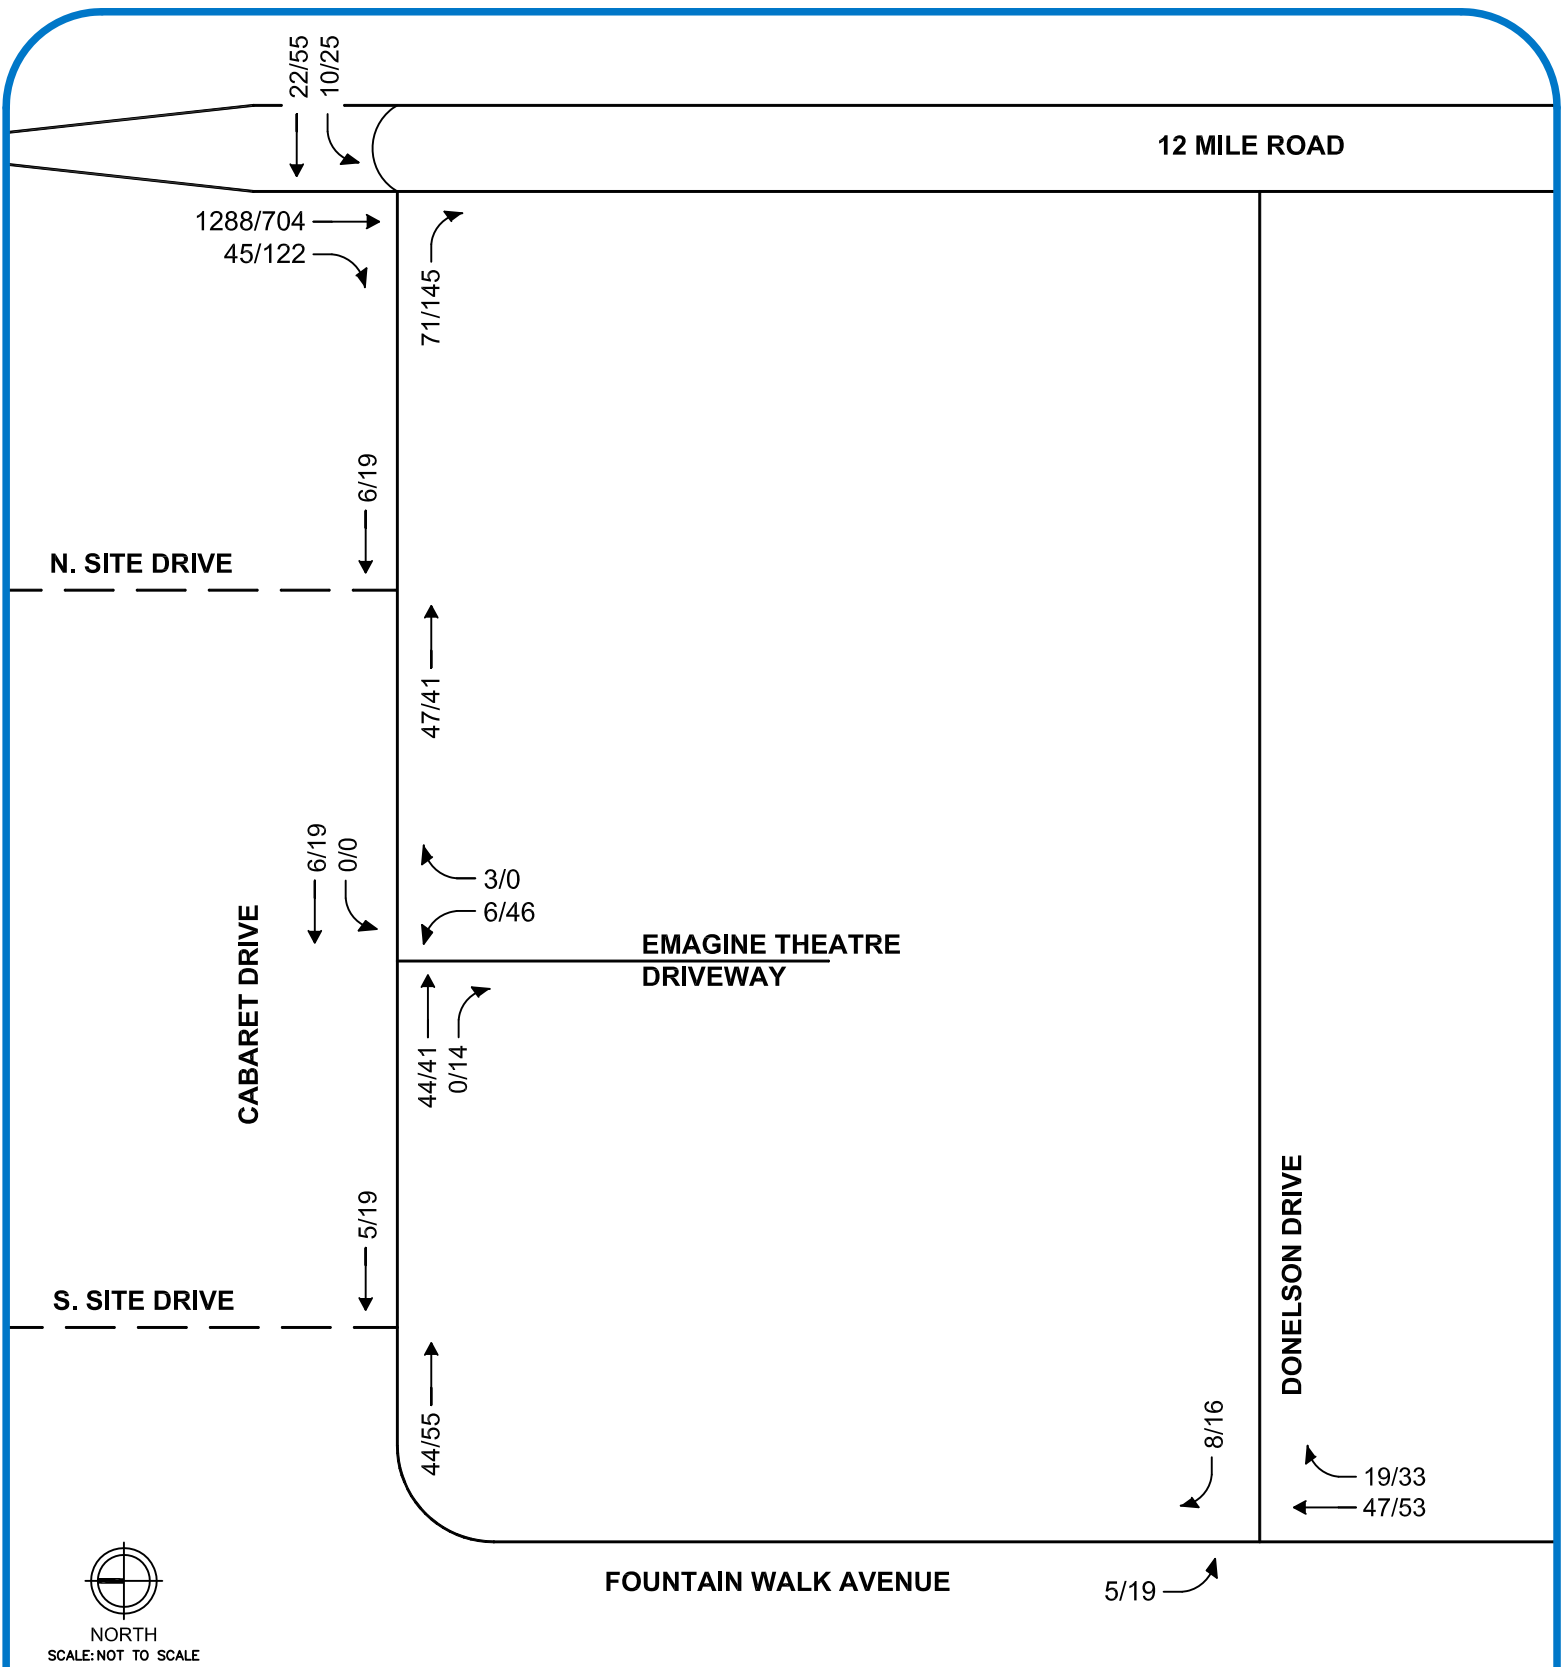 22/55
10/25
12 MILE ROAD
1288/704
45/122
71/145
6/19
N. SITE DRIVE
47/41
6/19
0/0
3/0
6/46
CABARET DRIVE
EMAGINE THEATRE
DRIVEWAY
44/41
0/14
5/19
S. SITE DRIVE
DONELSON DRIVE
44/55
8/16
19/33
47/53
FOUNTAIN WALK AVENUE
5/19
NORTH
SCALE: NOT TO SCALE